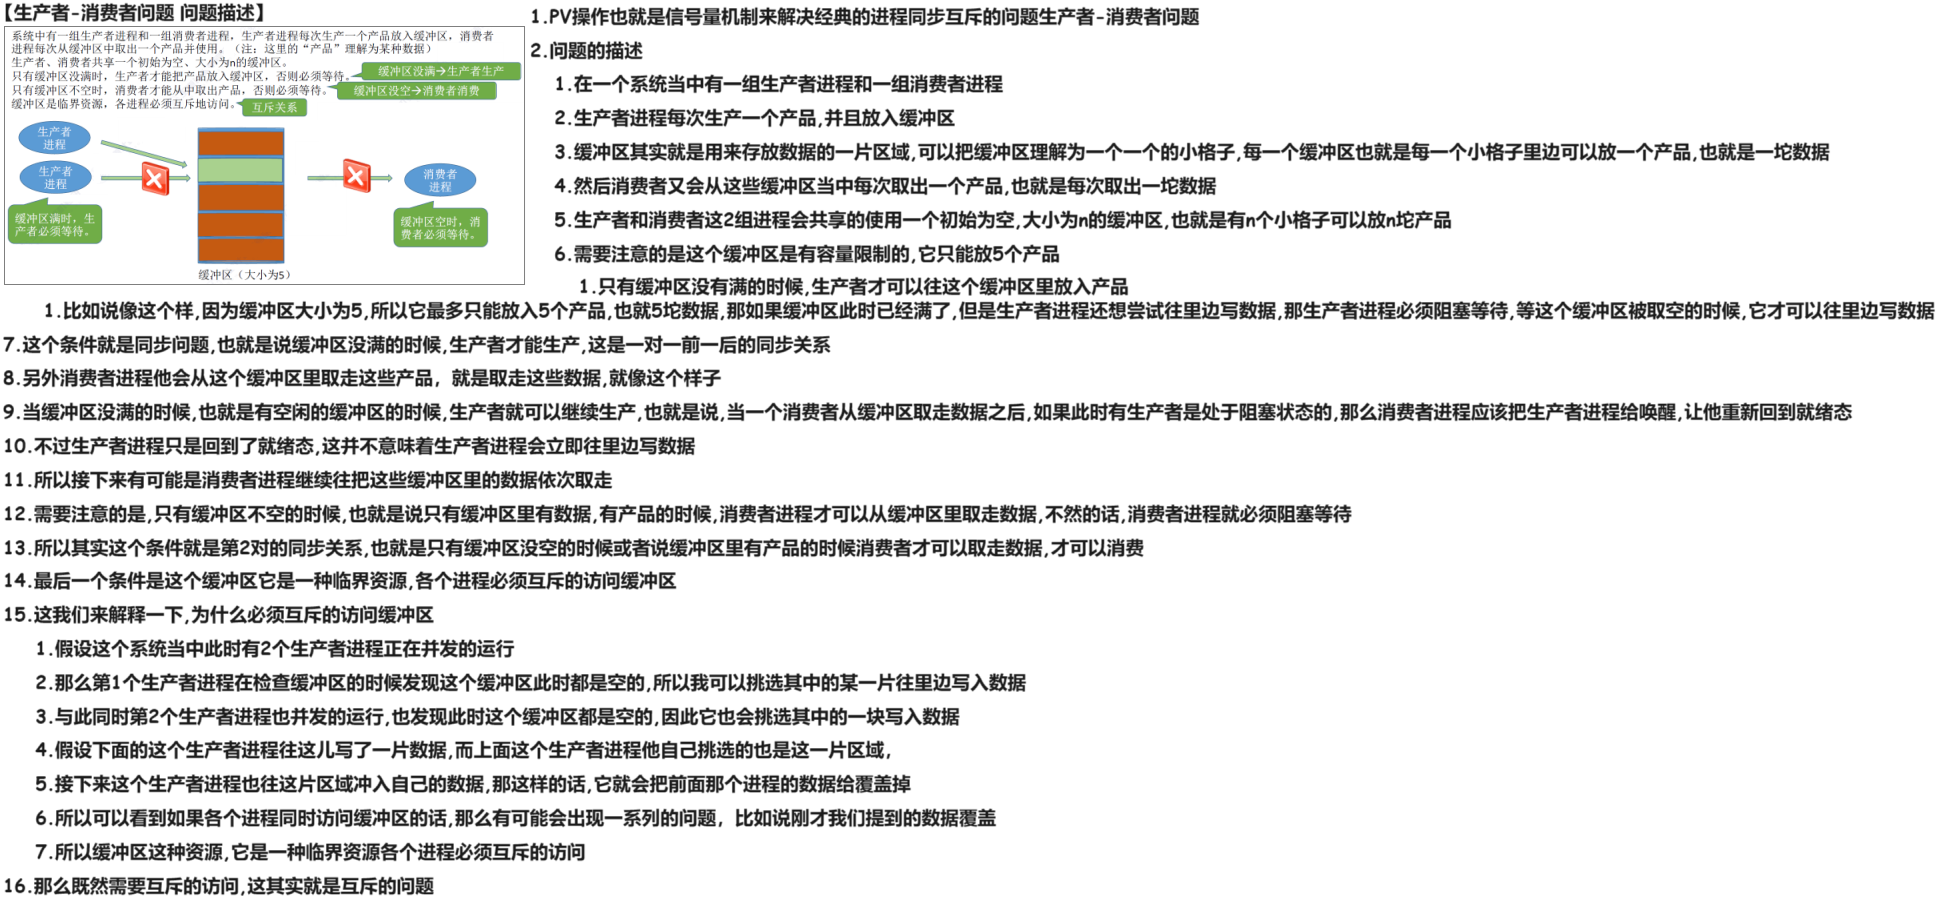 【生产者-消费者问题 问题描述】
系统中有一组生产者进程和一组消费者进程，生产者进程每次生产一个产品放入缓冲区，消费者
进程每次从缓冲区中取出一个产品并使用。（注：这里的“产品”理解为某种数据）
生产者、消费者共享一个初始为空、大小为n的缓冲区。
只有缓冲区没满时，生产者才能把产品放入缓冲区，否则必须等待。
缓冲区没满→生产者生产
只有缓冲区不空时，消费者才能从中取出产品，否则必须等待。
缓冲区没空→消费者消费
缓冲区是临界资源，各进程必须互斥地访问。
互斥关系
生产者
进程
生产者
进程
消费者
进程
缓冲区满时，生
产者必须等待。
缓冲区空时，消
费者必须等待。
缓冲区（大小为5）
1.PV操作也就是信号量机制来解决经典的进程同步互斥的问题生产者-消费者问题
2.问题的描述
1.在一个系统当中有一组生产者进程和一组消费者进程
2.生产者进程每次生产一个产品,并且放入缓冲区
3.缓冲区其实就是用来存放数据的一片区域,可以把缓冲区理解为一个一个的小格子,每一个缓冲区也就是每一个小格子里边可以放一个产品,也就是一坨数据
4.然后消费者又会从这些缓冲区当中每次取出一个产品,也就是每次取出一坨数据
5.生产者和消费者这2组进程会共享的使用一个初始为空,大小为n的缓冲区,也就是有n个小格子可以放n坨产品
6.需要注意的是这个缓冲区是有容量限制的,它只能放5个产品
1.只有缓冲区没有满的时候,生产者才可以往这个缓冲区里放入产品
1.比如说像这个样,因为缓冲区大小为5,所以它最多只能放入5个产品,也就5坨数据,那如果缓冲区此时已经满了,但是生产者进程还想尝试往里边写数据,那生产者进程必须阻塞等待,等这个缓冲区被取空的时候,它才可以往里边写数据
7.这个条件就是同步问题,也就是说缓冲区没满的时候,生产者才能生产,这是一对一前一后的同步关系
8.另外消费者进程他会从这个缓冲区里取走这些产品，就是取走这些数据,就像这个样子
9.当缓冲区没满的时候,也就是有空闲的缓冲区的时候,生产者就可以继续生产,也就是说,当一个消费者从缓冲区取走数据之后,如果此时有生产者是处于阻塞状态的,那么消费者进程应该把生产者进程给唤醒,让他重新回到就绪态
10.不过生产者进程只是回到了就绪态,这并不意味着生产者进程会立即往里边写数据
11.所以接下来有可能是消费者进程继续往把这些缓冲区里的数据依次取走
12.需要注意的是,只有缓冲区不空的时候,也就是说只有缓冲区里有数据,有产品的时候,消费者进程才可以从缓冲区里取走数据,不然的话,消费者进程就必须阻塞等待
13.所以其实这个条件就是第2对的同步关系,也就是只有缓冲区没空的时候或者说缓冲区里有产品的时候消费者才可以取走数据,才可以消费
14.最后一个条件是这个缓冲区它是一种临界资源,各个进程必须互斥的访问缓冲区
15.这我们来解释一下,为什么必须互斥的访问缓冲区
1.假设这个系统当中此时有2个生产者进程正在并发的运行
2.那么第1个生产者进程在检查缓冲区的时候发现这个缓冲区此时都是空的,所以我可以挑选其中的某一片往里边写入数据
3.与此同时第2个生产者进程也并发的运行,也发现此时这个缓冲区都是空的,因此它也会挑选其中的一块写入数据
4.假设下面的这个生产者进程往这儿写了一片数据,而上面这个生产者进程他自己挑选的也是这一片区域,
5.接下来这个生产者进程也往这片区域冲入自己的数据,那这样的话,它就会把前面那个进程的数据给覆盖掉
6.所以可以看到如果各个进程同时访问缓冲区的话,那么有可能会出现一系列的问题，比如说刚才我们提到的数据覆盖
7.所以缓冲区这种资源,它是一种临界资源各个进程必须互斥的访问
16.那么既然需要互斥的访问,这其实就是互斥的问题